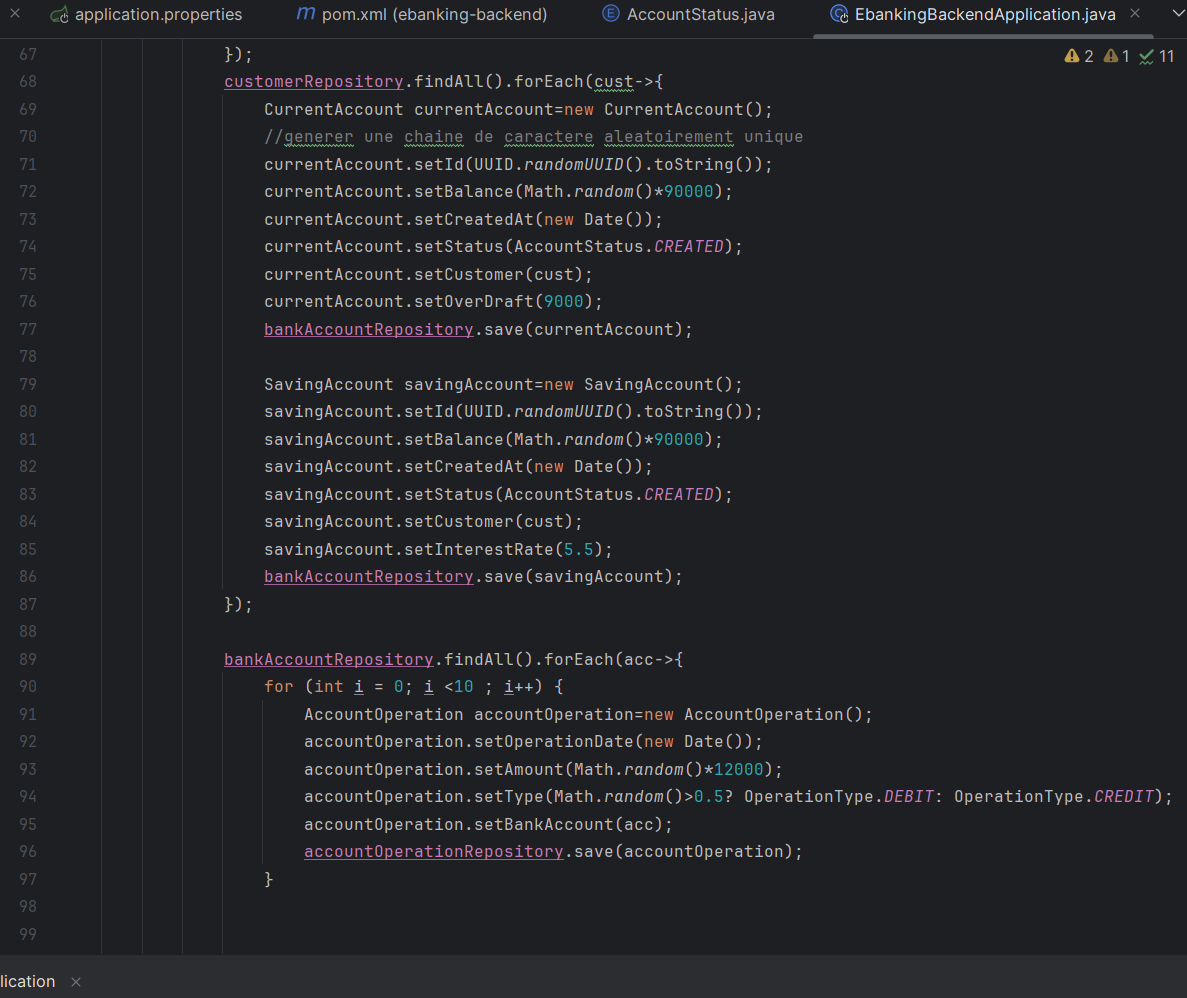 application.properties   m pom.xml (ebanking-backend)   E AccountStatus.java   C EbankingBackendApplication.java
2 1 11
67 });
68 customerRepository.findAll().forEach(cust->{
69 CurrentAccount currentAccount=new CurrentAccount();
70 //generer une chaine de caractere aleatoirement unique
71 currentAccount.setId(UUID.randomUUID().toString());
72 currentAccount.setBalance(Math.random()*90000);
73 currentAccount.setCreatedAt(new Date());
74 currentAccount.setStatus(AccountStatus.CREATED);
75 currentAccount.setCustomer(cust);
76 currentAccount.setOverDraft(9000);
77 bankAccountRepository.save(currentAccount);
78
79 SavingAccount savingAccount=new SavingAccount();
80 savingAccount.setId(UUID.randomUUID().toString());
81 savingAccount.setBalance(Math.random()*90000);
82 savingAccount.setCreatedAt(new Date());
83 savingAccount.setStatus(AccountStatus.CREATED);
84 savingAccount.setCustomer(cust);
85 savingAccount.setInterestRate(5.5);
86 bankAccountRepository.save(savingAccount);
87 });
88
89 bankAccountRepository.findAll().forEach(acc->{
90 for (int i = 0; i <10 ; i++) {
91 AccountOperation accountOperation=new AccountOperation();
92 accountOperation.setOperationDate(new Date());
93 accountOperation.setAmount(Math.random()*12000);
94 accountOperation.setType(Math.random()>0.5? OperationType.DEBIT: OperationType.CREDIT);
95 accountOperation.setBankAccount(acc);
96 accountOperationRepository.save(accountOperation);
97 }
98
99
lication